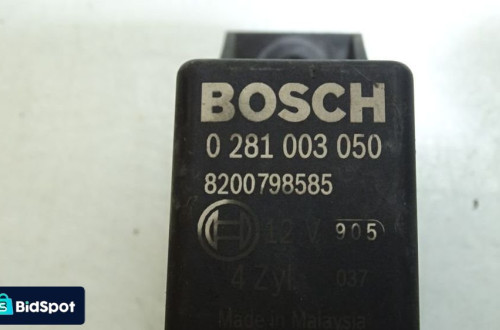 BOSCH
0 281 003 050
8200798585
12 V 905
4 Zyl. 037
Made in Malaysia
BidSpot